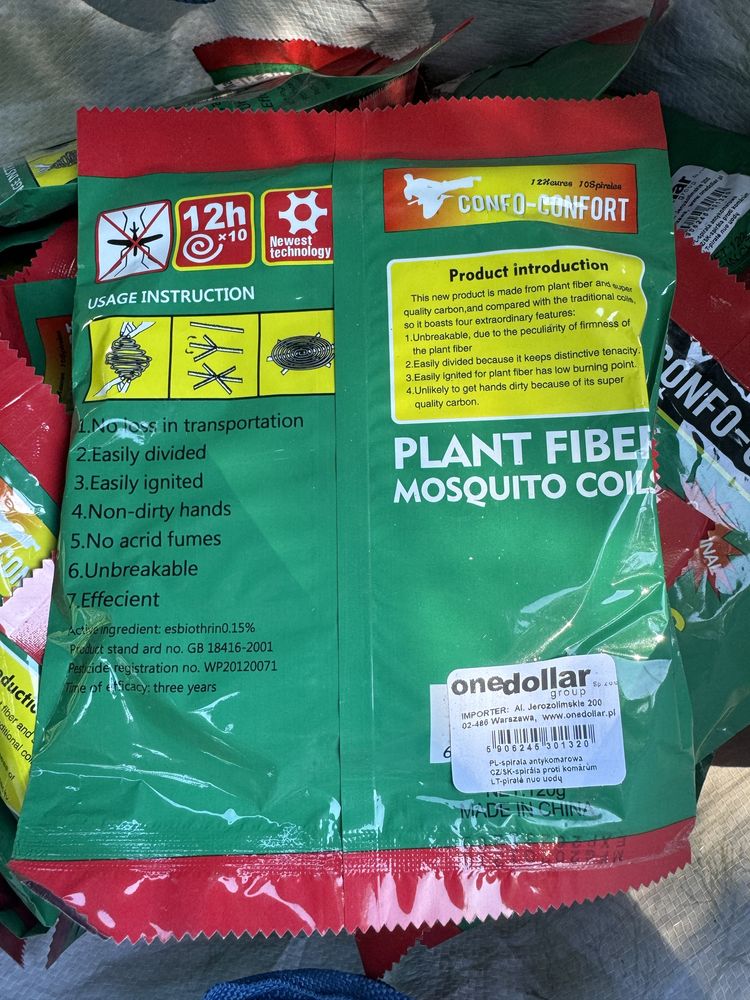 12h
×10
Newest
technology
USAGE INSTRUCTION
1.No loss in transportation
2.Easily divided
3.Easily ignited
4.Non-dirty hands
5.No acrid fumes
6.Unbreakable
7.Effecient
Active ingredient: esbiothrin0.15%
Product stand ard no. GB 18416-2001
Pesticide registration no. WP20120071
Time of efficacy: three years
12Heures 10Spirales
CONFO-CONFORT
Product introduction
This new product is made from plant fiber and super
quality carbon,and compared with the traditional coils,
so it boasts four extraordinary features:
1.Unbreakable, due to the peculiarity of firmness of
the plant fiber
2.Easily divided because it keeps distinctive tenacity.
3.Easily ignited for plant fiber has low burning point.
4.Unlikely to get hands dirty because of its super
quality carbon.
PLANT FIBER
MOSQUITO COILS
onedollar
group Sp. z o.o.
IMPORTER: Al. Jerozolimskie 200
02-486 Warszawa, www.onedollar.pl
5 906246 301320
PL-spirala antykomarowa
CZ/SK-spirála proti komárům
LT-piralė nuo uodų
NET:120g
MADE IN CHINA